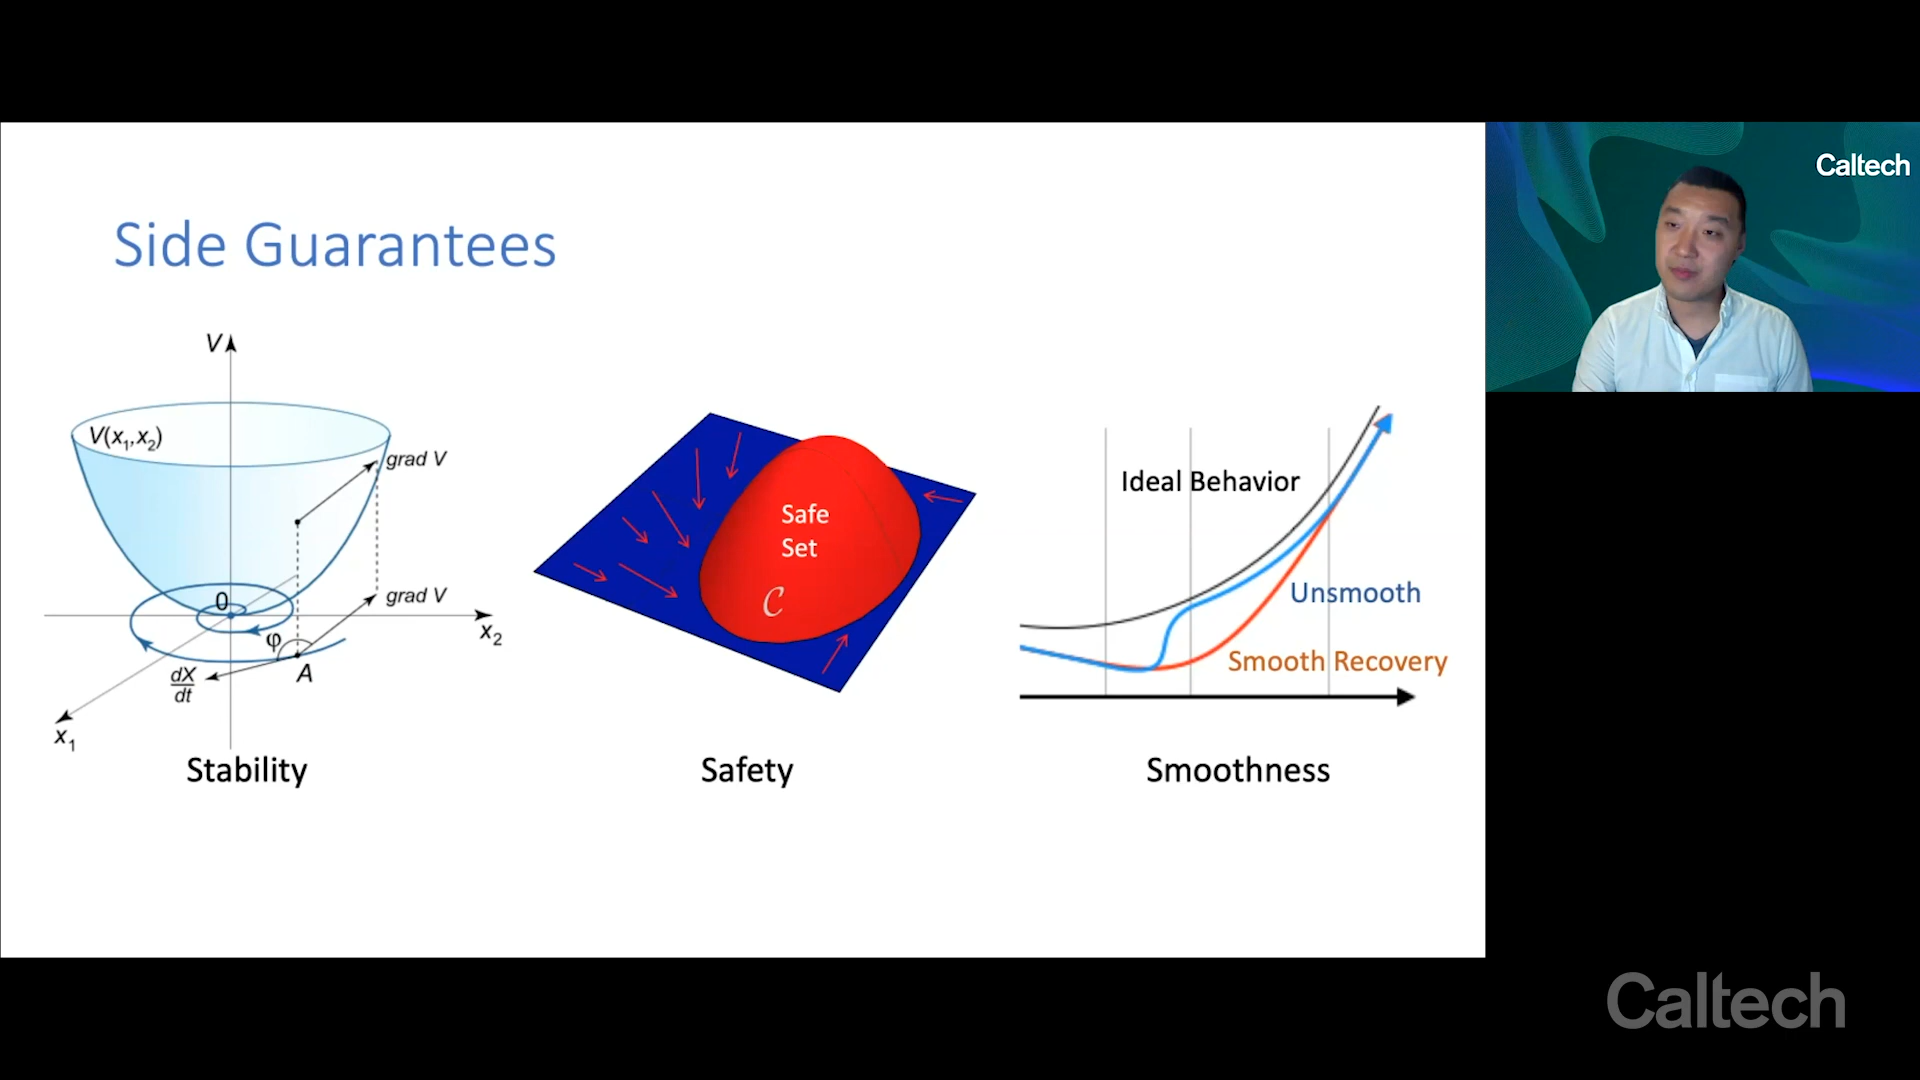 Caltech
Side Guarantees
V
V(x1,x2)
grad V
grad V
0
x2
φ
A
dX
dt
x1
Stability
Safe
Set
C
Safety
Ideal Behavior
Unsmooth
Smooth Recovery
Smoothness
Caltech